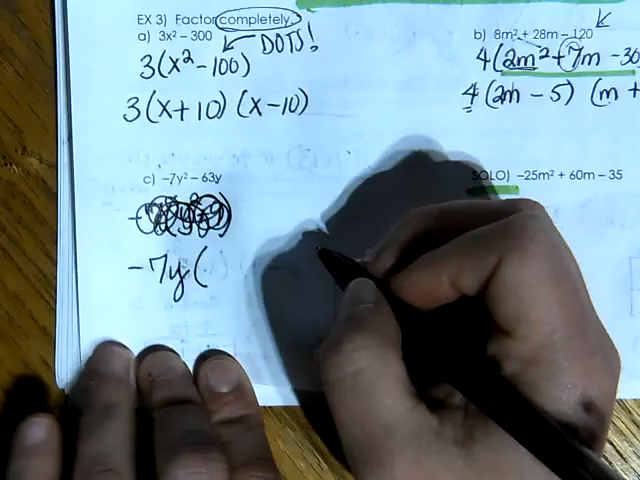 EX 3) Factor completely.
a) 3x² – 300
DOTS!
3(x² – 100)
3(x+10) (x–10)
b) 8m² + 28m – 120
4(2m² + 7m – 30
4(2m – 5) (m +
c) –7y² – 63y
–7y(
SOLO) –25m² + 60m – 35